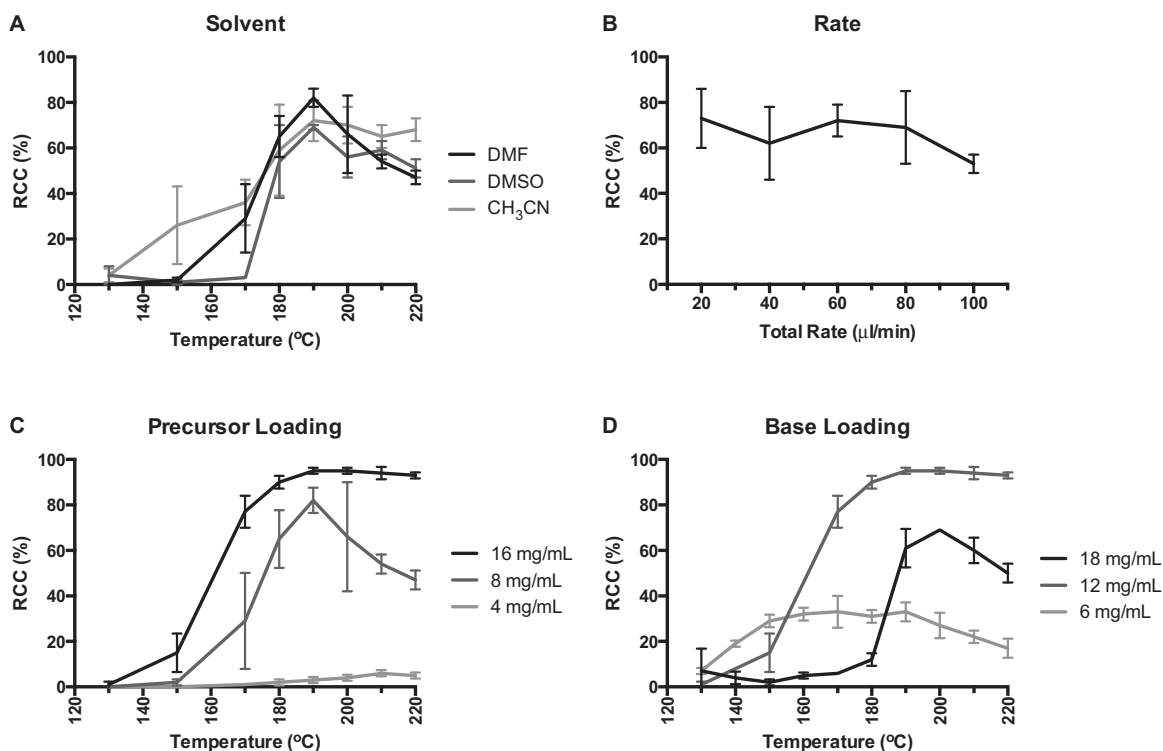 A
Solvent
100
80
60
40
20
0
RCC (%)
120
140
160
180
200
220
Temperature (ºC)
DMF
DMSO
CH₃CN
B
Rate
100
80
60
40
20
0
RCC (%)
20
40
60
80
100
Total Rate (µl/min)
C
Precursor Loading
100
80
60
40
20
0
RCC (%)
120
140
160
180
200
220
Temperature (ºC)
16 mg/mL
8 mg/mL
4 mg/mL
D
Base Loading
100
80
60
40
20
0
RCC (%)
120
140
160
180
200
220
Temperature (ºC)
18 mg/mL
12 mg/mL
6 mg/mL